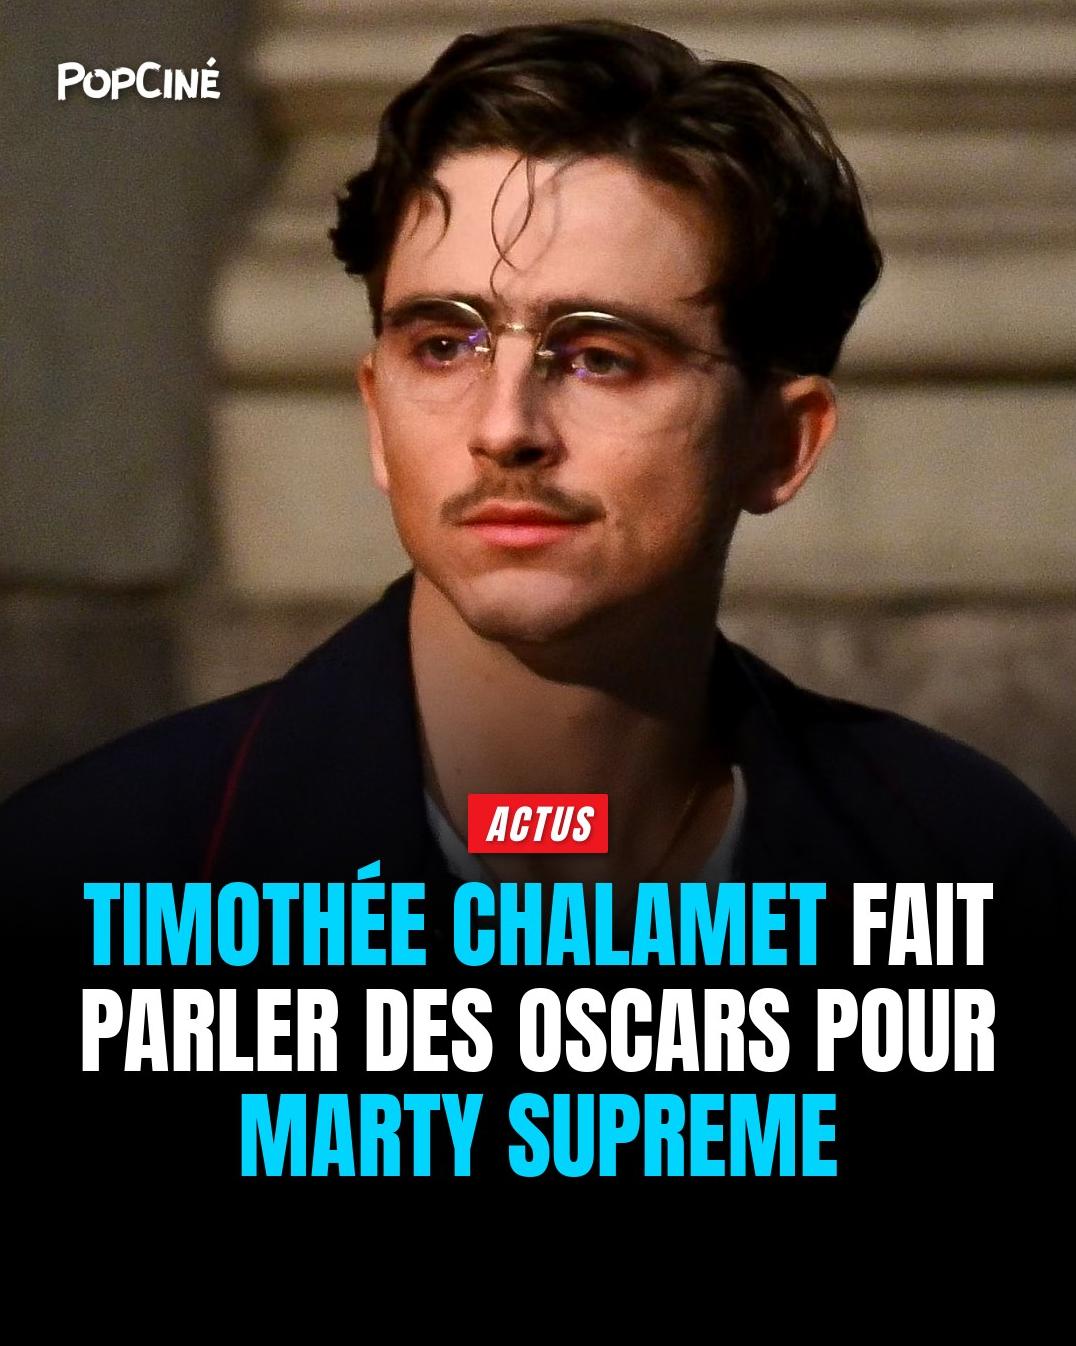 POPCINÉ
ACTUS
TIMOTHÉE CHALAMET FAIT
PARLER DES OSCARS POUR
MARTY SUPREME